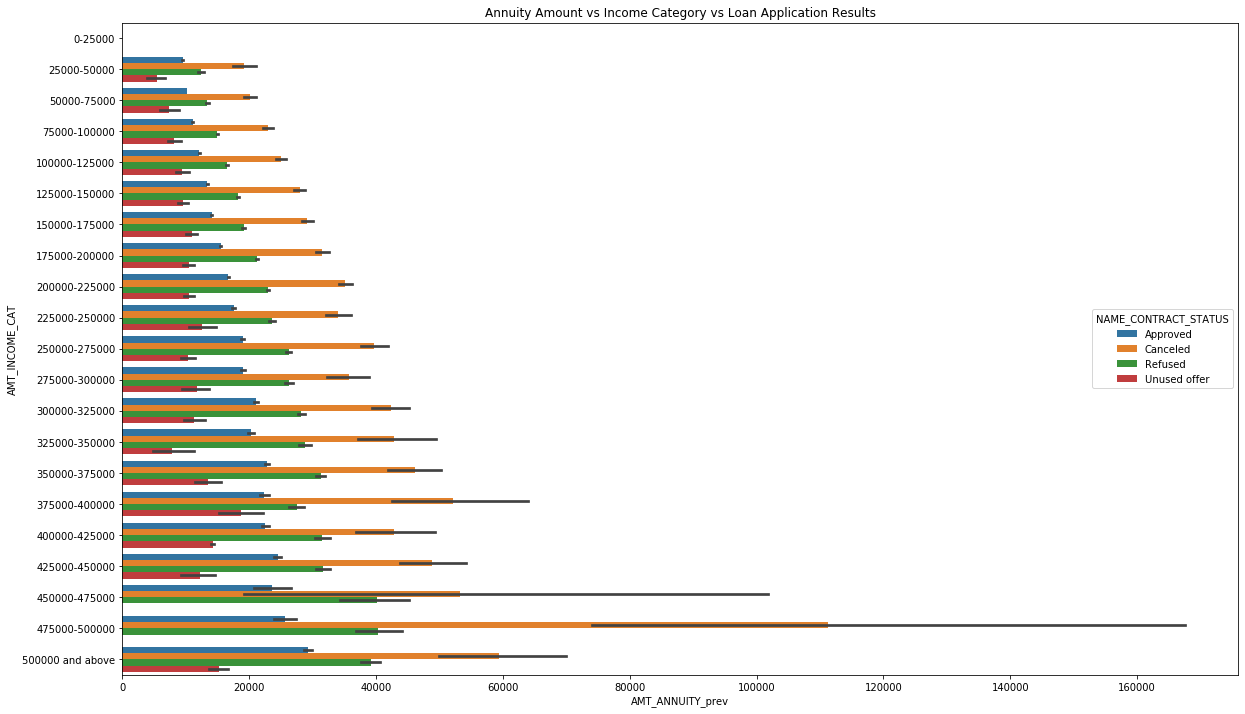 Annuity Amount vs Income Category vs Loan Application Results
AMT_INCOME_CAT
0-25000
25000-50000
50000-75000
75000-100000
100000-125000
125000-150000
150000-175000
175000-200000
200000-225000
225000-250000
250000-275000
275000-300000
300000-325000
325000-350000
350000-375000
375000-400000
400000-425000
425000-450000
450000-475000
475000-500000
500000 and above
NAME_CONTRACT_STATUS
Approved
Canceled
Refused
Unused offer
0 20000 40000 60000 80000 100000 120000 140000 160000
AMT_ANNUITY_prev